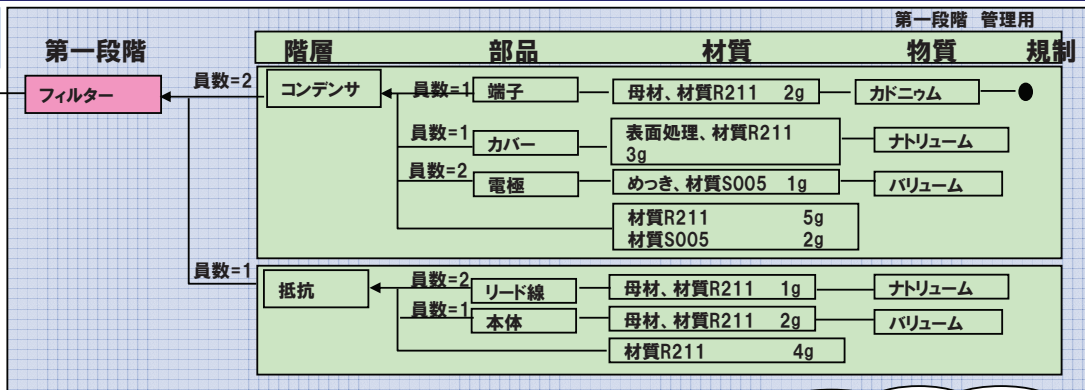 第一段階 管理用
第一段階 階層 部品 材質 物質 規制
フィルター
員数=2
コンデンサ
員数=1 端子 母材、材質R211 2g カドニゥム ●
員数=1 カバー 表面処理、材質R211
3g
ナトリューム
員数=2 電極 めっき、材質S005 1g バリューム
材質R211 5g
材質S005 2g
員数=1
抵抗
員数=2 リード線 母材、材質R211 1g ナトリューム
員数=1 本体 母材、材質R211 2g バリューム
材質R211 4g